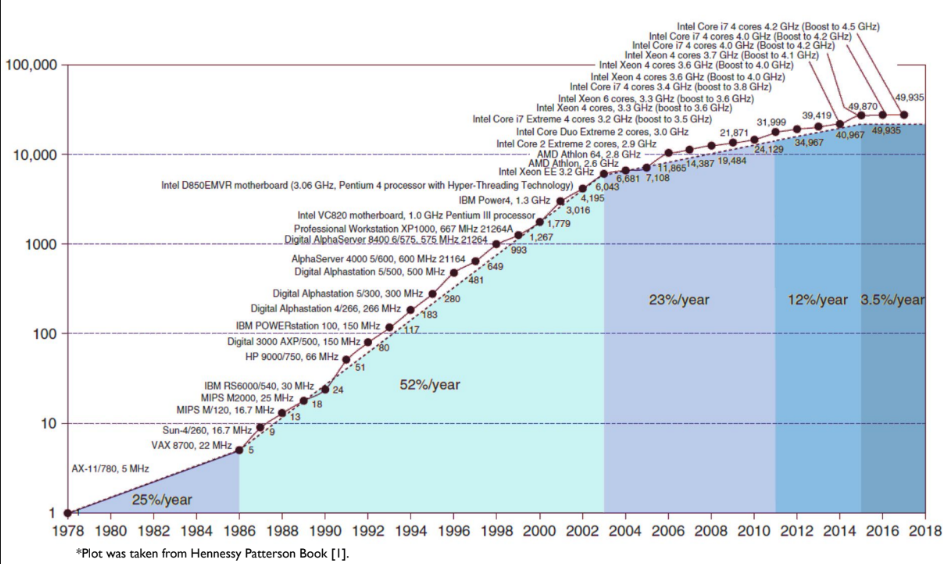 Intel Core i7 4 cores 4.2 GHz (Boost to 4.5 GHz)
Intel Core i7 4 cores 4.0 GHz (Boost to 4.2 GHz)
Intel Core i7 4 cores 4.0 GHz (Boost to 4.2 GHz)
Intel Xeon 4 cores 3.7 GHz (Boost to 4.1 GHz)
100,000
Intel Xeon 4 cores 3.6 GHz (Boost to 4.0 GHz)
Intel Xeon 4 cores 3.6 GHz (Boost to 4.0 GHz)
Intel Core i7 4 cores 3.4 GHz (boost to 3.8 GHz)
49,935
Intel Xeon 6 cores, 3.3 GHz (boost to 3.6 GHz)
49,870
Intel Xeon 4 cores, 3.3 GHz (boost to 3.6 GHz)
39,419
Intel Core i7 Extreme 4 cores 3.2 GHz (boost to 3.5 GHz)
31,999
40,967
49,935
Intel Core Duo Extreme 2 cores, 3.0 GHz
21,871
34,967
Intel Core 2 Extreme 2 cores, 2.9 GHz
24,129
10,000
AMD Athlon 64, 2.8 GHz
19,484
AMD Athlon, 2.6 GHz
11,865
14,387
Intel Xeon EE 3.2 GHz
7,108
6,681
6,043
Intel D850EMVR motherboard (3.06 GHz, Pentium 4 processor with Hyper-Threading Technology)
4,195
IBM Power4, 1.3 GHz
3,016
Intel VC820 motherboard, 1.0 GHz Pentium III processor
1,779
Professional Workstation XP1000, 667 MHz 21264A
1,267
1000
Digital AlphaServer 8400 6/575, 575 MHz 21264
993
AlphaServer 4000 5/600, 600 MHz 21164
649
Digital Alphastation 5/500, 500 MHz
481
Digital Alphastation 5/300, 300 MHz
280
23%/year
12%/year
3.5%/year
Digital Alphastation 4/266, 266 MHz
183
IBM POWERstation 100, 150 MHz
117
100
Digital 3000 AXP/500, 150 MHz
80
HP 9000/750, 66 MHz
51
IBM RS6000/540, 30 MHz
24
52%/year
MIPS M2000, 25 MHz
18
MIPS M/120, 16.7 MHz
13
10
Sun-4/260, 16.7 MHz
9
VAX 8700, 22 MHz
5
AX-11/780, 5 MHz
25%/year
1
1978 1980 1982 1984 1986 1988 1990 1992 1994 1996 1998 2000 2002 2004 2006 2008 2010 2012 2014 2016 2018
*Plot was taken from Hennessy Patterson Book [1].